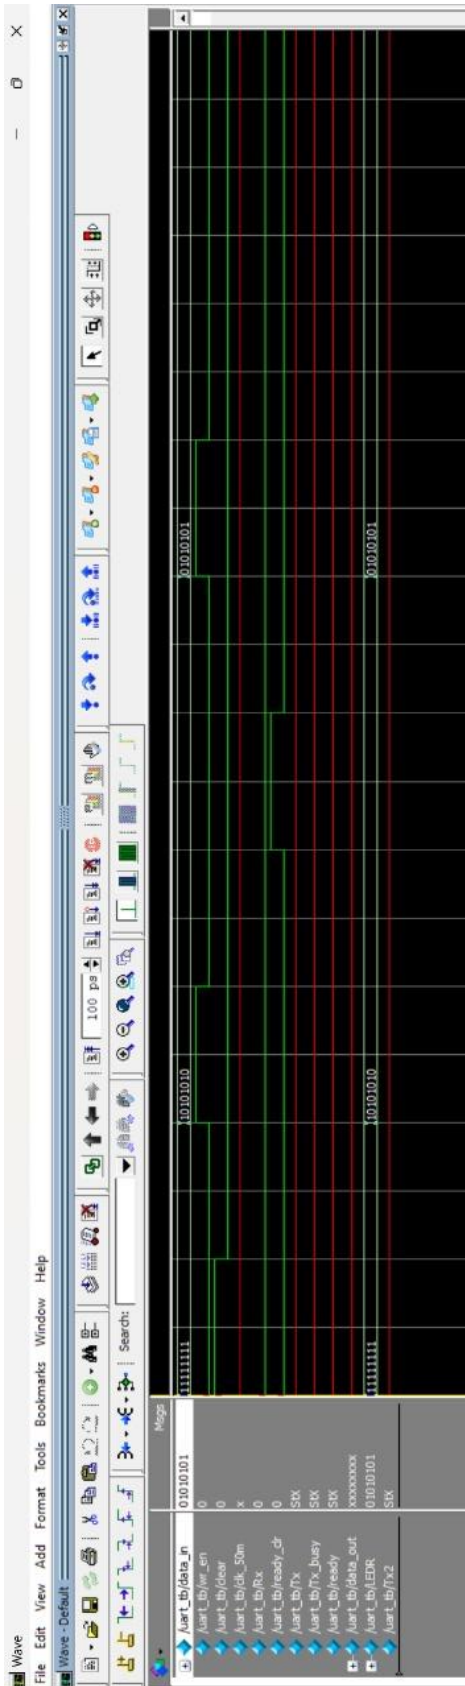 Wave
File Edit View Add Format Tools Bookmarks Window Help
Wave - Default
100 ps
Search:
Msgs
/uart_tb/data_in 01010101 11111111 10101010 01010101
/uart_tb/wr_en 0
/uart_tb/clear 0
/uart_tb/clk_50m x
/uart_tb/Rx 0
/uart_tb/ready_clr 0
/uart_tb/Tx StX
/uart_tb/Tx_busy StX
/uart_tb/ready StX
/uart_tb/data_out xxxxxxxx
/uart_tb/LEDR 01010101 11111111 10101010 01010101
/uart_tb/Tx2 StX